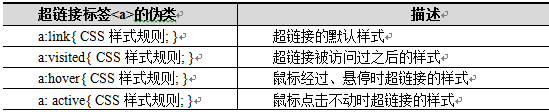 超链接标签<a>的伪类 描述
a:link{ CSS 样式规则; } 超链接的默认样式
a:visited{ CSS 样式规则; } 超链接被访问过之后的样式
a:hover{ CSS 样式规则; } 鼠标经过、悬停时超链接的样式
a: active{ CSS 样式规则; } 鼠标点击不动时超链接的样式